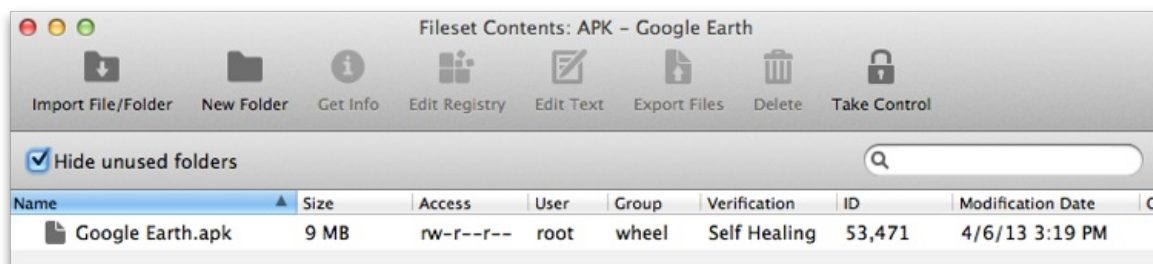 Fileset Contents: APK – Google Earth
Import File/Folder New Folder Get Info Edit Registry Edit Text Export Files Delete Take Control
Hide unused folders
Name Size Access User Group Verification ID Modification Date
Google Earth.apk 9 MB rw-r--r-- root wheel Self Healing 53,471 4/6/13 3:19 PM